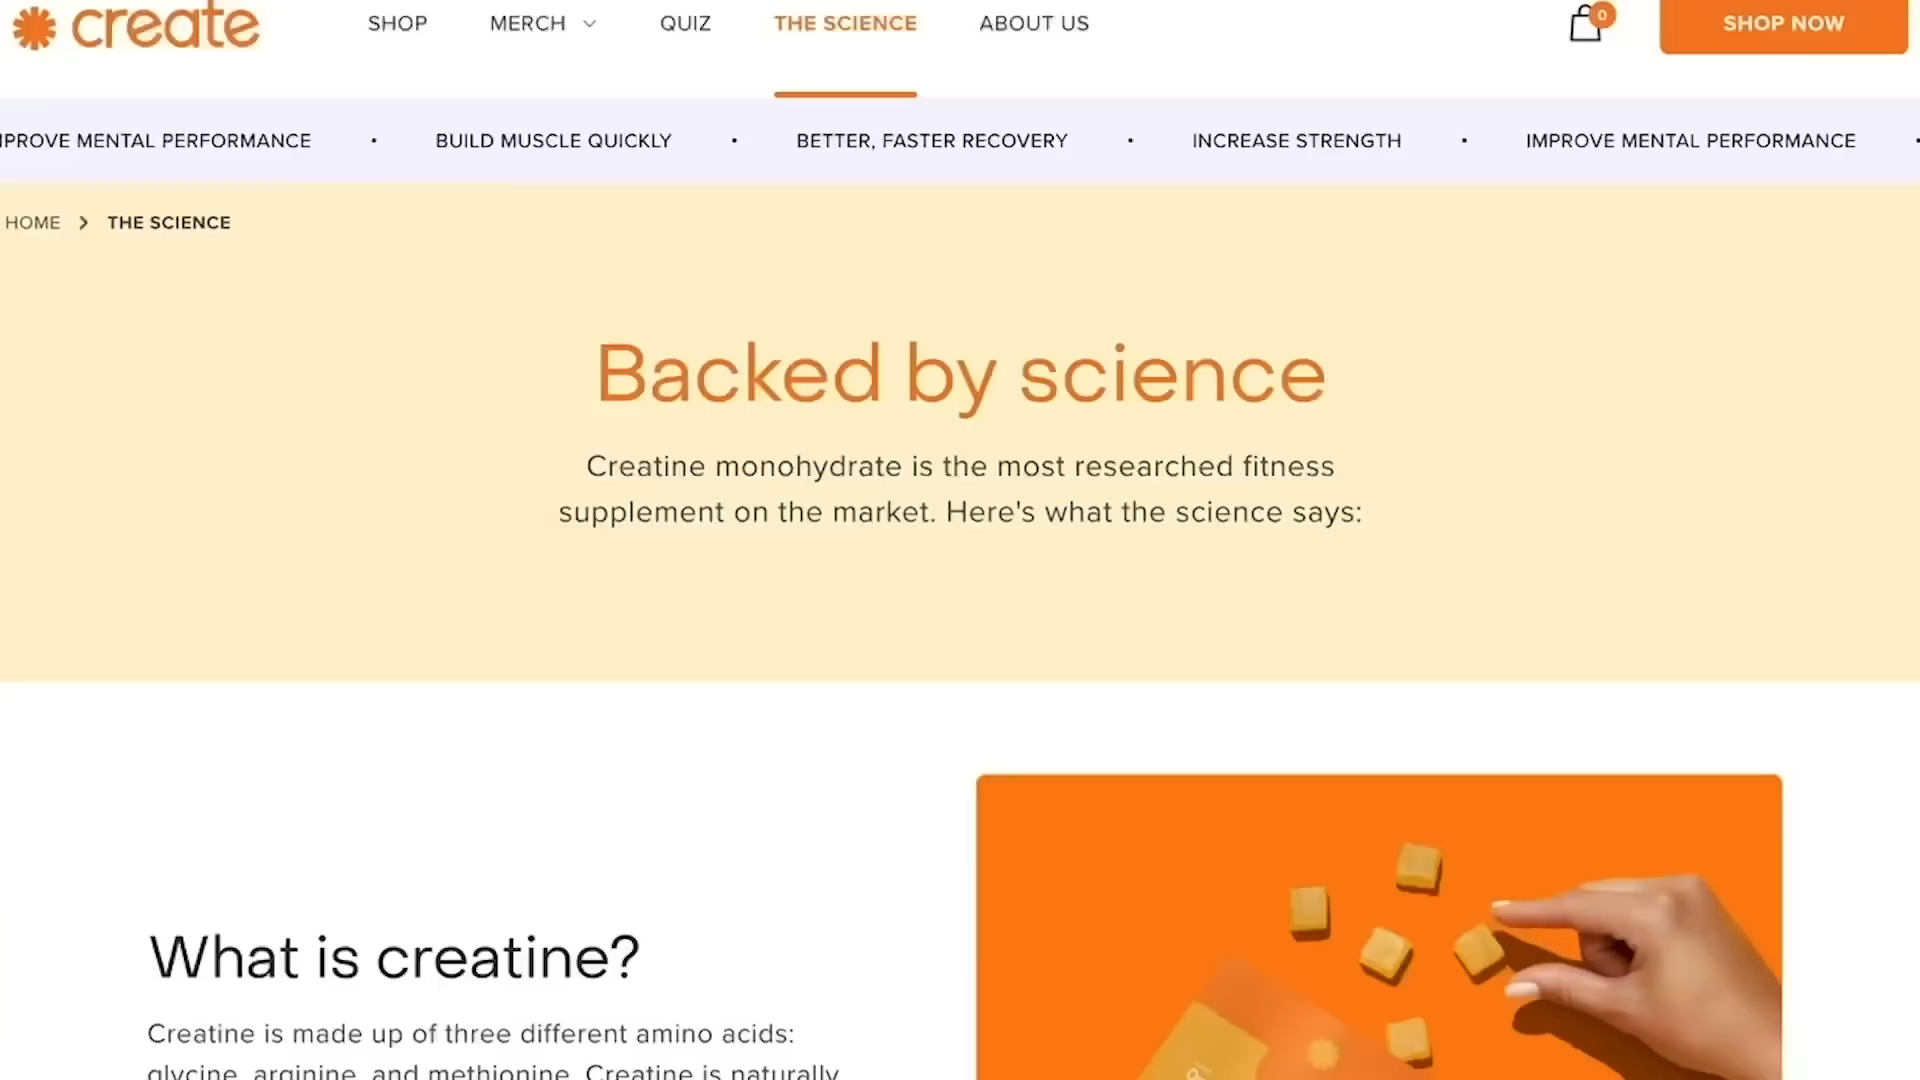 create
SHOP
MERCH
QUIZ
THE SCIENCE
ABOUT US
0
SHOP NOW
MENTAL PERFORMANCE · BUILD MUSCLE QUICKLY · BETTER, FASTER RECOVERY · INCREASE STRENGTH · IMPROVE MENTAL PERFORMANCE ·
HOME > THE SCIENCE
Backed by science
Creatine monohydrate is the most researched fitness
supplement on the market. Here's what the science says:
What is creatine?
Creatine is made up of three different amino acids:
glycine, arginine, and methionine. Creatine is naturally